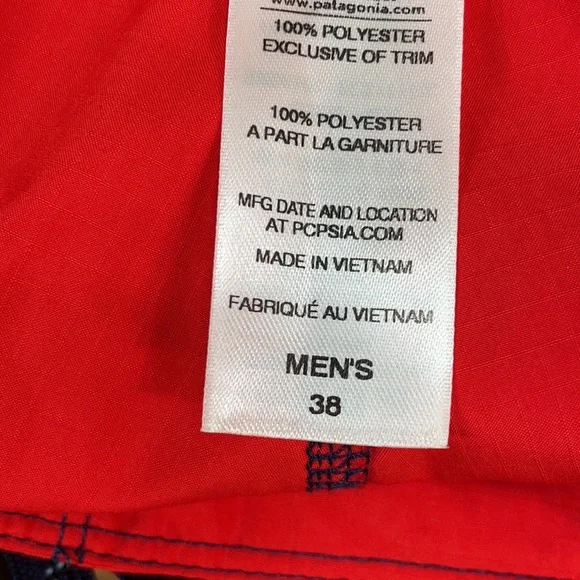 www.patagonia.com
100% POLYESTER
EXCLUSIVE OF TRIM
100% POLYESTER
A PART LA GARNITURE
MFG DATE AND LOCATION
AT PCPSIA.COM
MADE IN VIETNAM
FABRIQUÉ AU VIETNAM
MEN'S
38